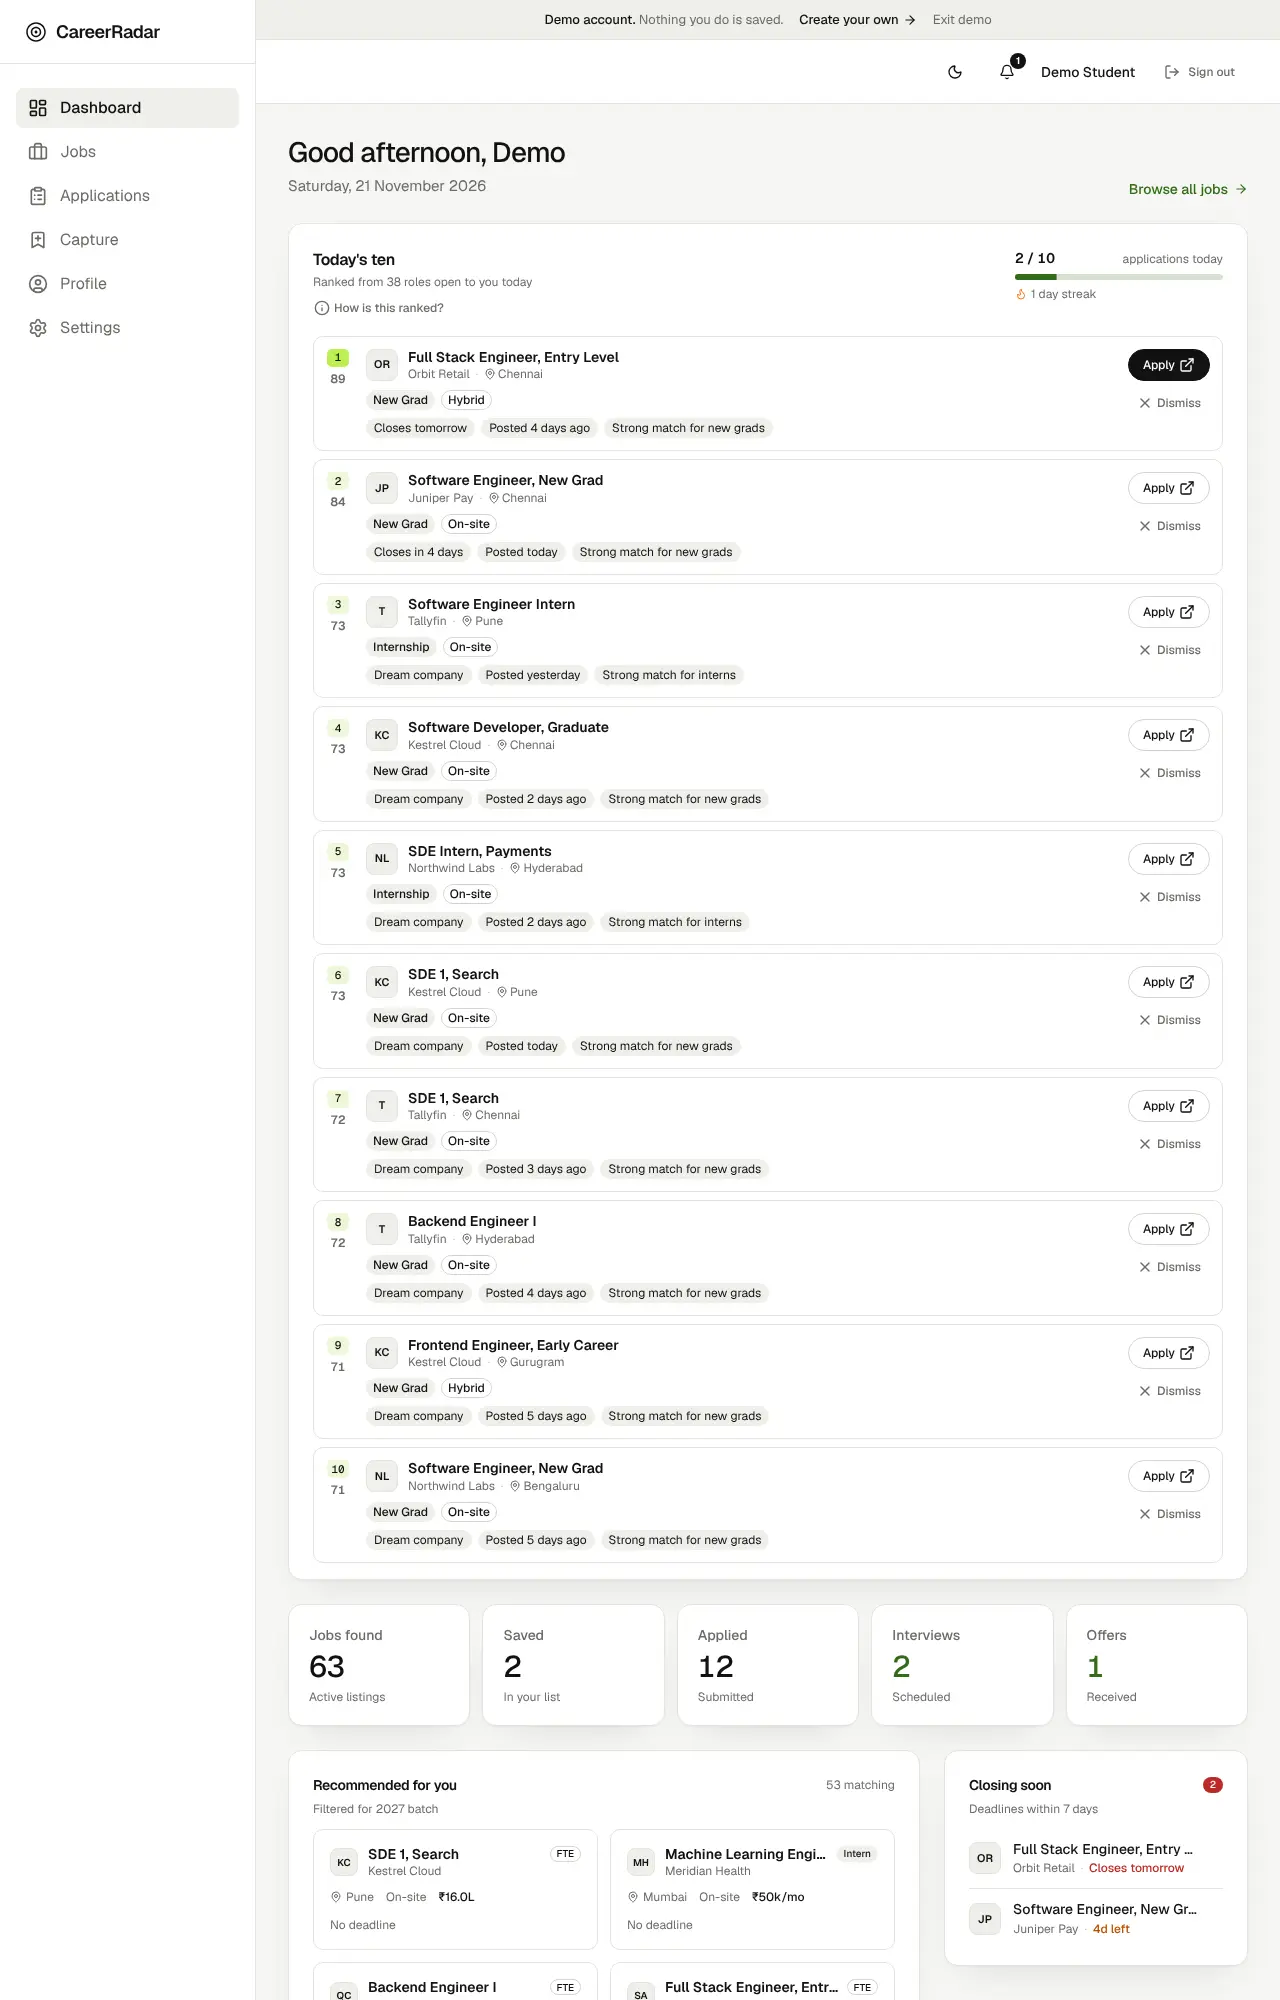 CareerRadar
Demo account. Nothing you do is saved. Create your own → Exit demo
1
Demo Student
Sign out
Dashboard
Jobs
Applications
Capture
Profile
Settings
Good afternoon, Demo
Saturday, 21 November 2026
Browse all jobs →
Today's ten
Ranked from 38 roles open to you today
How is this ranked?
2 / 10 applications today
1 day streak
1
89
OR
Full Stack Engineer, Entry Level
Orbit Retail · Chennai
New Grad Hybrid
Closes tomorrow Posted 4 days ago Strong match for new grads
Apply
Dismiss
2
84
JP
Software Engineer, New Grad
Juniper Pay · Chennai
New Grad On-site
Closes in 4 days Posted today Strong match for new grads
Apply
Dismiss
3
73
T
Software Engineer Intern
Tallyfin · Pune
Internship On-site
Dream company Posted yesterday Strong match for interns
Apply
Dismiss
4
73
KC
Software Developer, Graduate
Kestrel Cloud · Chennai
New Grad On-site
Dream company Posted 2 days ago Strong match for new grads
Apply
Dismiss
5
73
NL
SDE Intern, Payments
Northwind Labs · Hyderabad
Internship On-site
Dream company Posted 2 days ago Strong match for interns
Apply
Dismiss
6
73
KC
SDE 1, Search
Kestrel Cloud · Pune
New Grad On-site
Dream company Posted today Strong match for new grads
Apply
Dismiss
7
72
T
SDE 1, Search
Tallyfin · Chennai
New Grad On-site
Dream company Posted 3 days ago Strong match for new grads
Apply
Dismiss
8
72
T
Backend Engineer I
Tallyfin · Hyderabad
New Grad On-site
Dream company Posted 4 days ago Strong match for new grads
Apply
Dismiss
9
71
KC
Frontend Engineer, Early Career
Kestrel Cloud · Gurugram
New Grad Hybrid
Dream company Posted 5 days ago Strong match for new grads
Apply
Dismiss
10
71
NL
Software Engineer, New Grad
Northwind Labs · Bengaluru
New Grad On-site
Dream company Posted 5 days ago Strong match for new grads
Apply
Dismiss
Jobs found
63
Active listings
Saved
2
In your list
Applied
12
Submitted
Interviews
2
Scheduled
Offers
1
Received
Recommended for you
53 matching
Filtered for 2027 batch
KC
SDE 1, Search
FTE
Kestrel Cloud
Pune On-site ₹16.0L
No deadline
MH
Machine Learning Engi...
Intern
Meridian Health
Mumbai On-site ₹50k/mo
No deadline
QC
Backend Engineer I
FTE
SA
Full Stack Engineer, Entr...
FTE
Closing soon
2
Deadlines within 7 days
OR
Full Stack Engineer, Entry ...
Orbit Retail · Closes tomorrow
JP
Software Engineer, New Gr...
Juniper Pay · 4d left